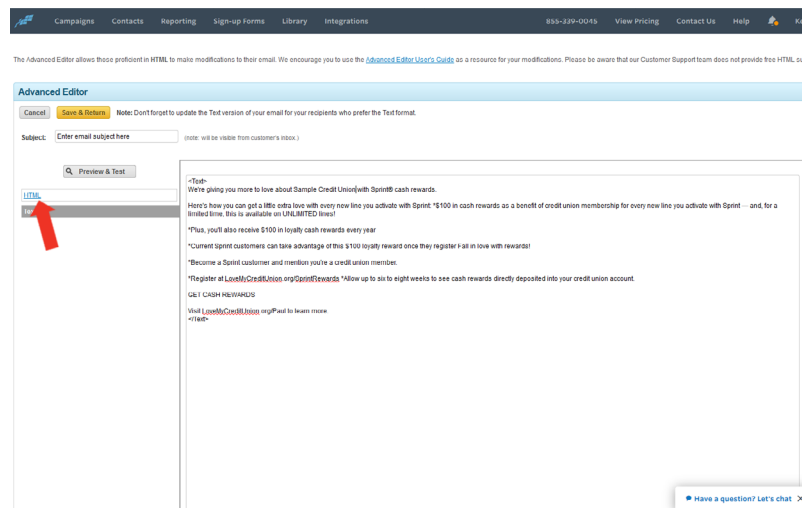 Campaigns Contacts Reporting Sign-up Forms Library Integrations 855-229-0045 View Pricing Contact Us Help
The Advanced Editor allows those proficient in HTML to make modifications to their email. We encourage you to use the Advanced Editor User's Guide as a resource for your modifications. Please be aware that our Customer Support team does not provide free HTML
Advanced Editor
Cancel Save & Return Note: Don't forget to update the Text version of your email for your recipients who prefer the Text format.
Subject: Enter email subject here (note: will be visible from customer's inbox.)
Preview & Test
HTML
<Text>
We're giving you more to love about Sample Credit Union with Sprint® cash rewards.
Here's how you can get a little extra love with every new line you activate with Sprint: *$100 in cash rewards as a benefit of credit union membership for every new line you activate with Sprint — and, for a
limited time, this is available on UNLIMITED lines!
*Plus, you'll also receive $100 in loyalty cash rewards every year
*Current Sprint customers can take advantage of this $100 loyalty reward once they register Fall in love with rewards!
*Become a Sprint customer and mention you're a credit union member.
*Register at LoveMyCreditUnion.org/SprintRewards *Allow up to six to eight weeks to see cash rewards directly deposited into your credit union account.
GET CASH REWARDS
Visit LoveMyCreditUnion.org/Paul to learn more
</Text>
Have a question? Let's chat X